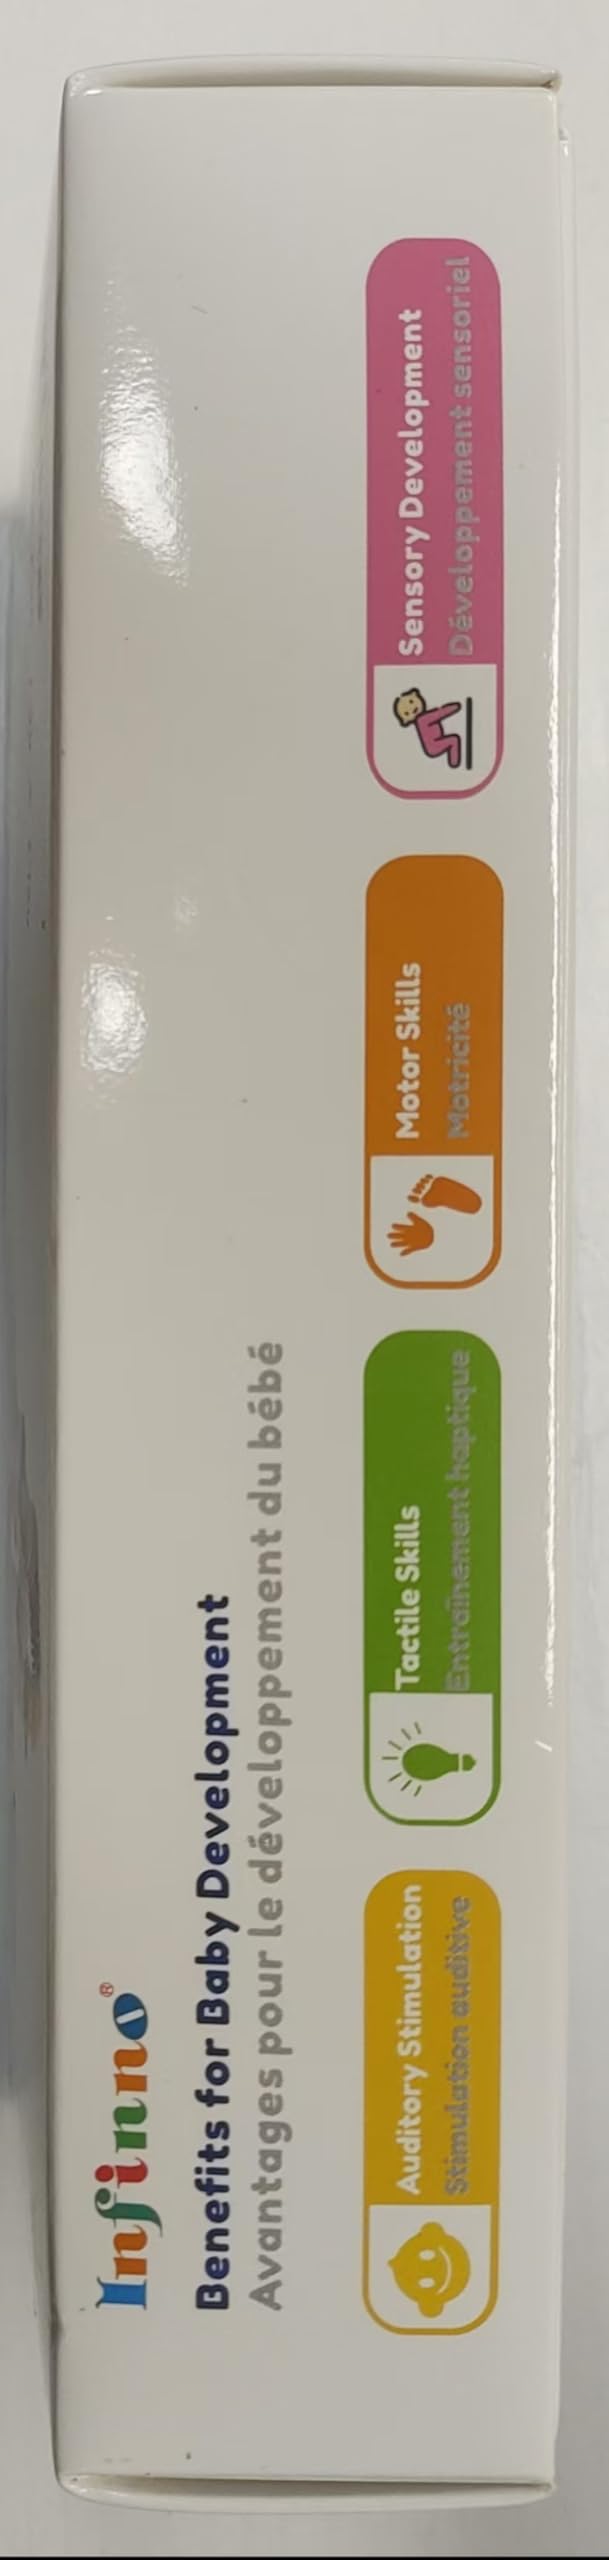 Infinno®
Benefits for Baby Development
Avantages pour le développement du bébé
Auditory Stimulation
Stimulation auditive
Tactile Skills
Entraînement haptique
Motor Skills
Motricité
Sensory Development
Développement sensoriel